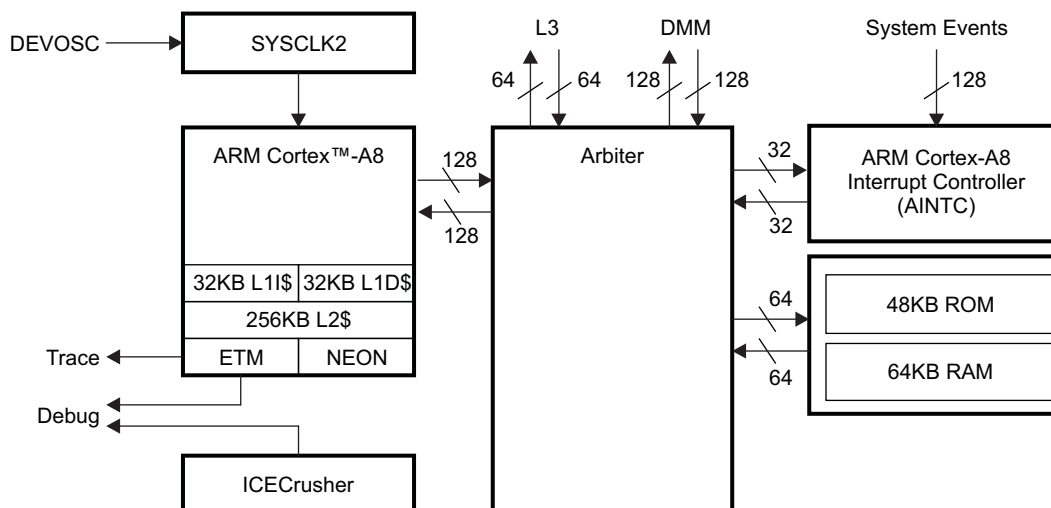 DEVOSC
SYSCLK2
L3
DMM
System Events
64
64
128
128
128
ARM Cortex™-A8
128
128
Arbiter
32
32
ARM Cortex-A8
Interrupt Controller
(AINTC)
32KB L1I$
32KB L1D$
256KB L2$
ETM
NEON
64
64
48KB ROM
64KB RAM
Trace
Debug
ICECrusher